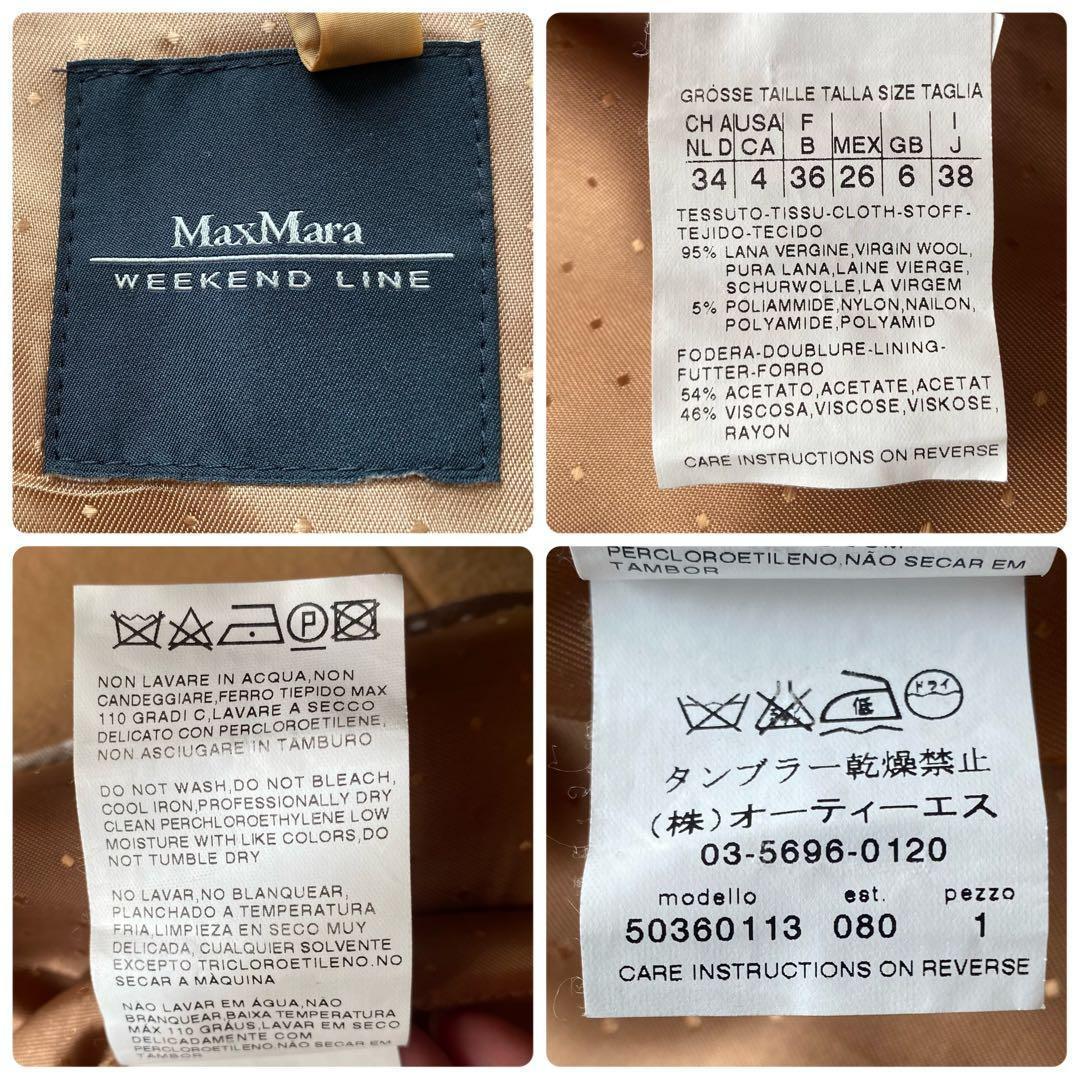 MaxMara
WEEKEND LINE
GRÖSSE TAILLE TALLA SIZE TAGLIA
CH A USA F I
NL D CA B MEX GB J
34 4 36 26 6 38
TESSUTO-TISSU-CLOTH-STOFF-
TEJIDO-TECIDO
95% LANA VERGINE,VIRGIN WOOL,
PURA LANA,LAINE VIERGE,
SCHURWOLLE,LA VIRGEM
5% POLIAMMIDE,NYLON,NAILON,
POLYAMIDE,POLYAMID
FODERA-DOUBLURE-LINING-
FUTTER-FORRO
54% ACETATO,ACETATE,ACETAT
46% VISCOSA,VISCOSE,VISKOSE,
RAYON
CARE INSTRUCTIONS ON REVERSE
P
NON LAVARE IN ACQUA,NON
CANDEGGIARE,FERRO TIEPIDO MAX
110 GRADI C,LAVARE A SECCO
DELICATO CON PERCLOROETILENE,
NON ASCIUGARE IN TAMBURO
DO NOT WASH,DO NOT BLEACH,
COOL IRON,PROFESSIONALLY DRY
CLEAN PERCHLOROETHYLENE LOW
MOISTURE WITH LIKE COLORS,DO
NOT TUMBLE DRY
NO LAVAR,NO BLANQUEAR,
PLANCHADO A TEMPERATURA
FRIA,LIMPIEZA EN SECO MUY
DELICADA, CUALQUIER SOLVENTE
EXCEPTO TRICLOROETILENO.NO
SECAR A MÀQUINA
NÃO LAVAR EM ÁGUA,NÃO
BRANQUEAR,BAIXA TEMPERATURA
MÁX 110 GRÁUS,LAVAR EM SECO
DELICADAMENTE COM
PERCLOROETILENO,NÃO SECAR EM
TAMBOR
PERCLOROETILENO,NÃO SECAR EM
TAMBOR
低 ドライ
タンブラー乾燥禁止
(株)オーティーエス
03-5696-0120
modello est. pezzo
50360113 080 1
CARE INSTRUCTIONS ON REVERSE